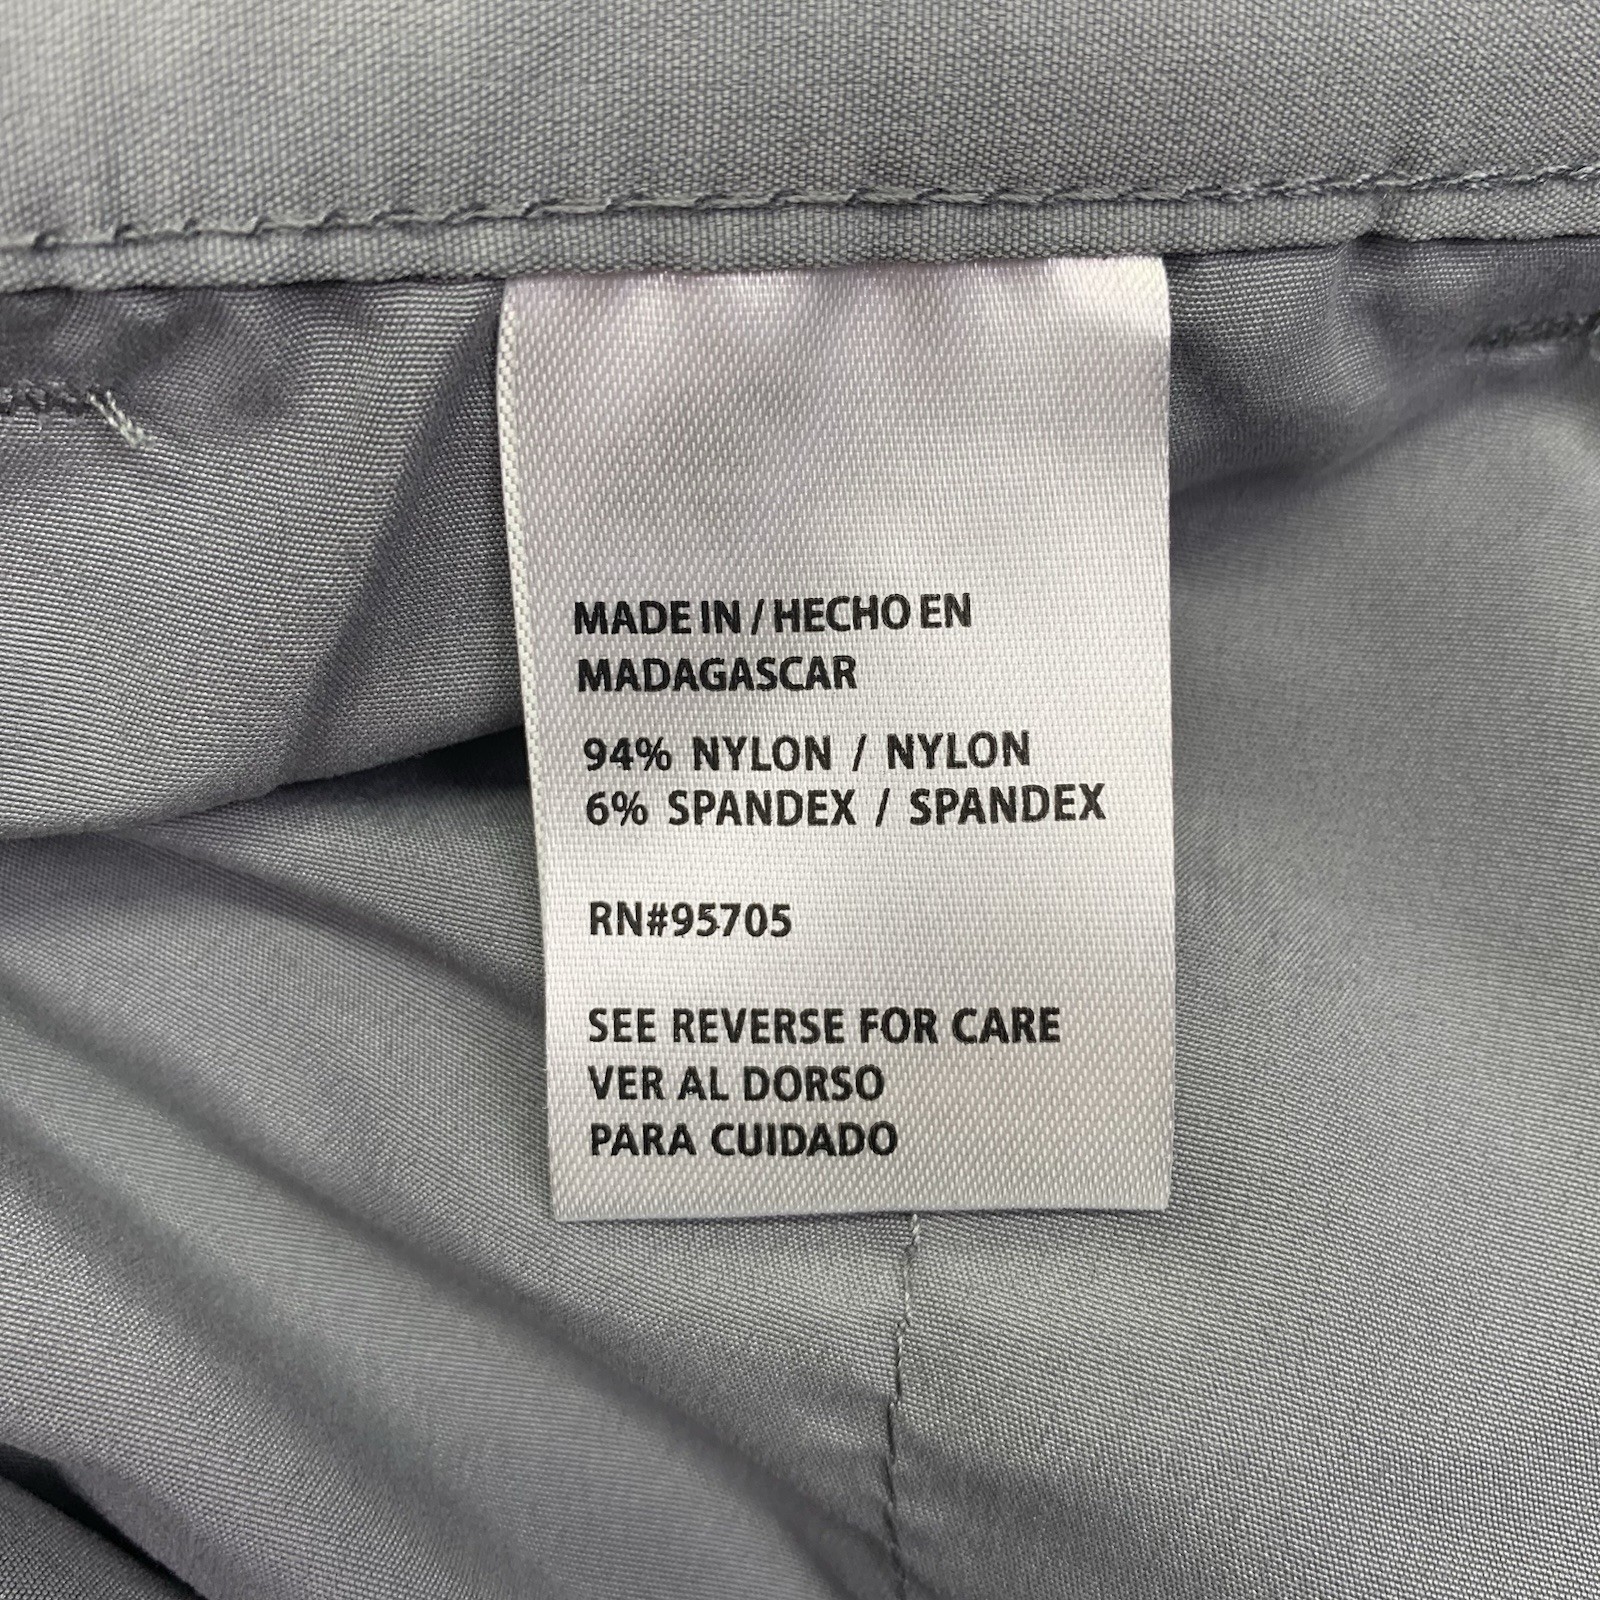 MADE IN / HECHO EN
MADAGASCAR
94% NYLON / NYLON
6% SPANDEX / SPANDEX
RN#95705
SEE REVERSE FOR CARE
VER AL DORSO
PARA CUIDADO